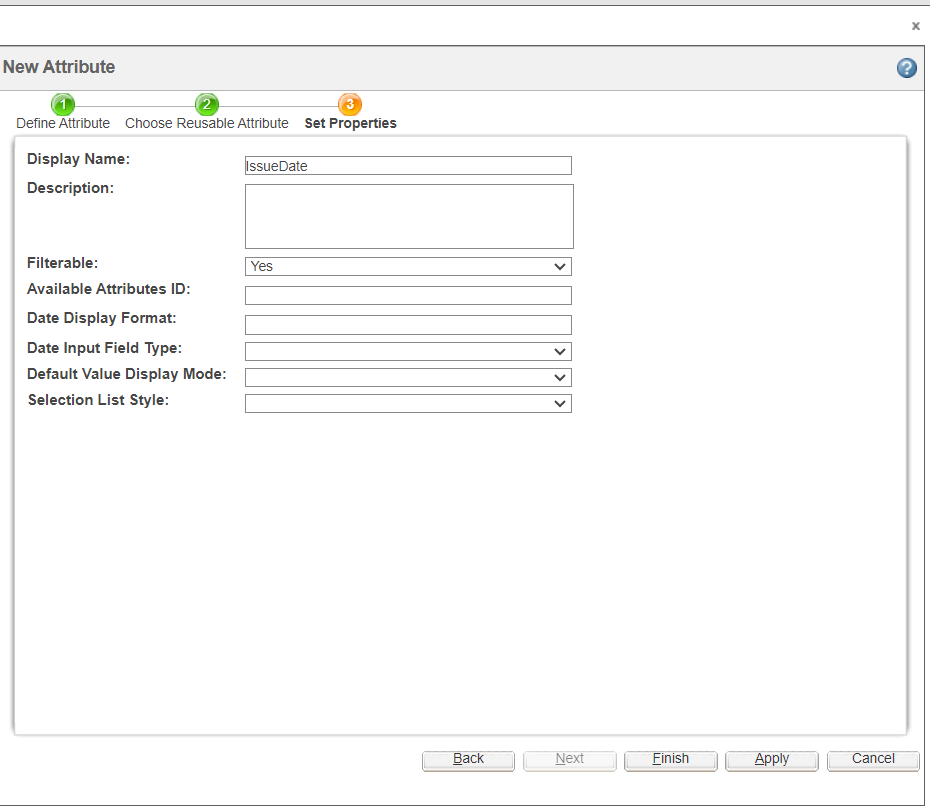 x
New Attribute
?
1 2 3
Define Attribute Choose Reusable Attribute Set Properties
Display Name: IssueDate
Description:
Filterable: Yes
Available Attributes ID:
Date Display Format:
Date Input Field Type:
Default Value Display Mode:
Selection List Style:
Back Next Finish Apply Cancel